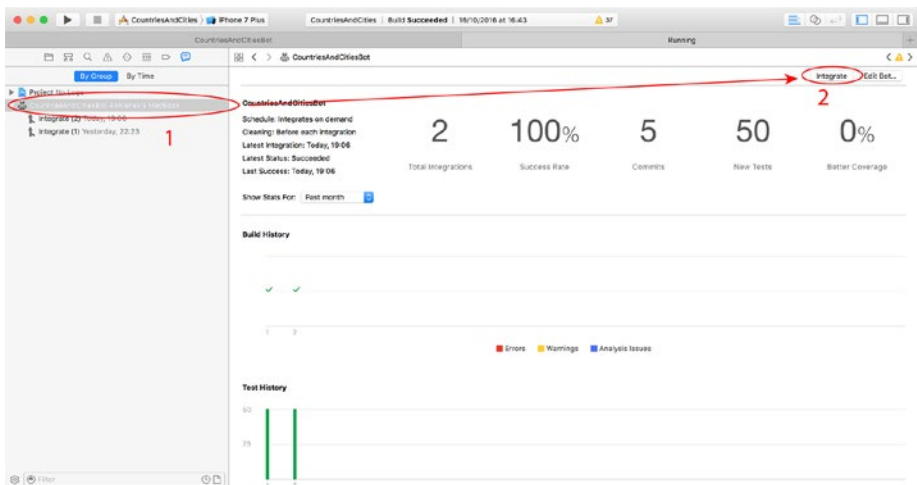 CountriesAndCities iPhone 7 Plus CountriesAndCities | Build Succeeded | 16/10/2016 at 16:43 37
CountriesAndCitiesBot Running
CountriesAndCitiesBot
By Group By Time Integrate Edit Bot...
Project No Logs
CountriesAndCitiesBot MacBook
Integrate (2) Today, 19:06
Integrate (1) Yesterday, 22:23
1
2
CountriesAndCitiesBot
Schedule: Integrates on demand
Cleaning: Before each integration
Latest Integration: Today, 19:06
Latest Status: Succeeded
Last Success: Today, 19:06
2 100% 5 50 0%
Total Integrations Success Rate Commits New Tests Better Coverage
Show Stats For: Past month
Build History
1 2
Errors Warnings Analysis Issues
Test History
50
25
Filter